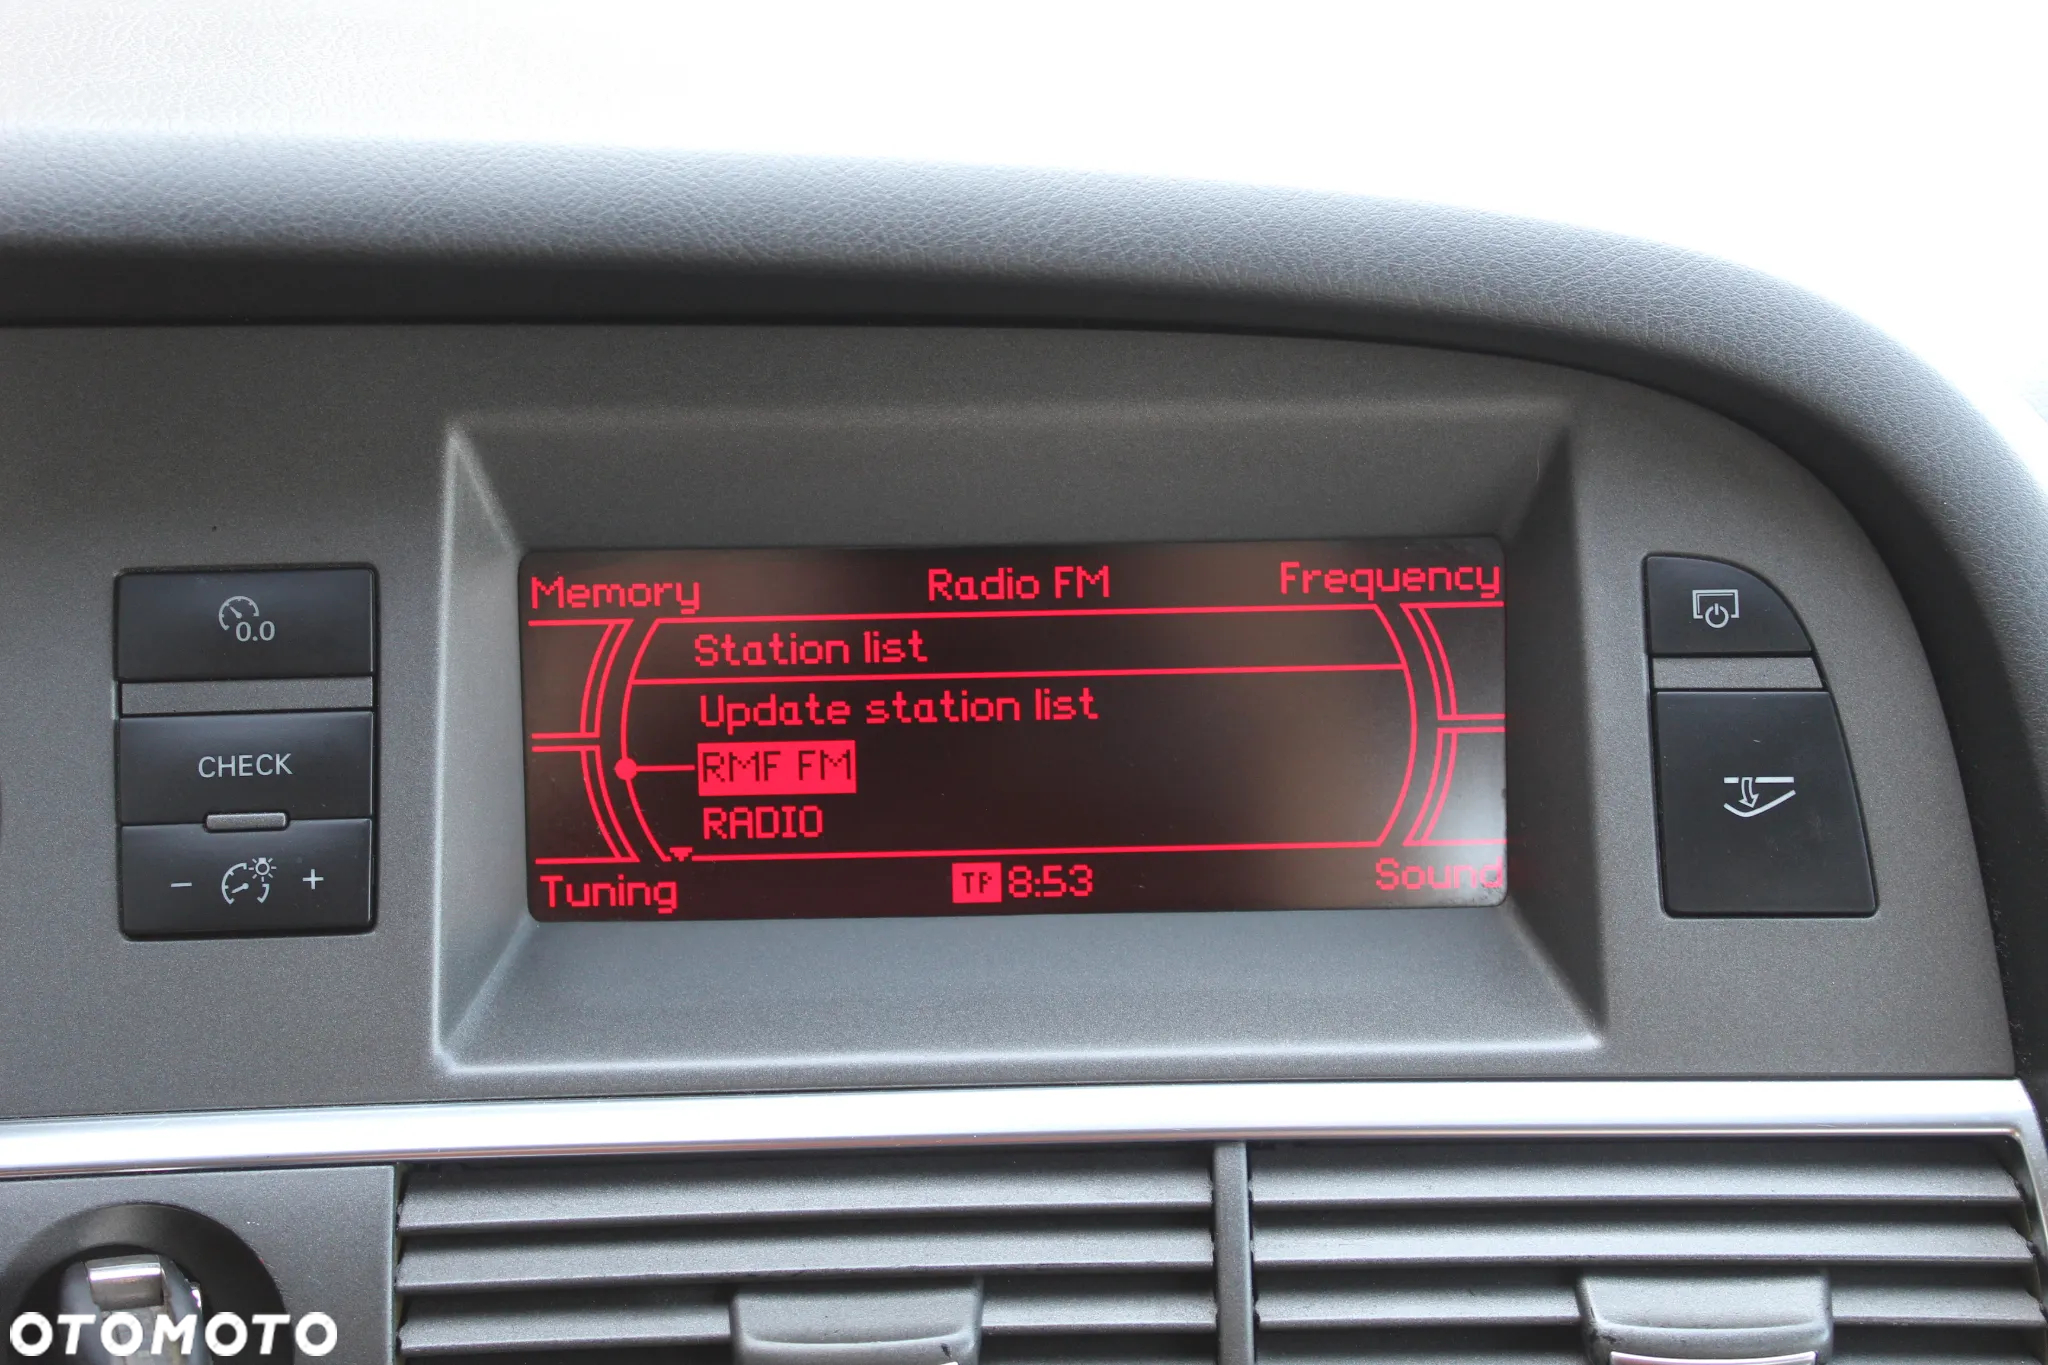 Memory Radio FM Frequency
Station list
Update station list
RMF FM
RADIO
Tuning TP 8:53 Sound
0.0
CHECK
- +
OTOMOTO